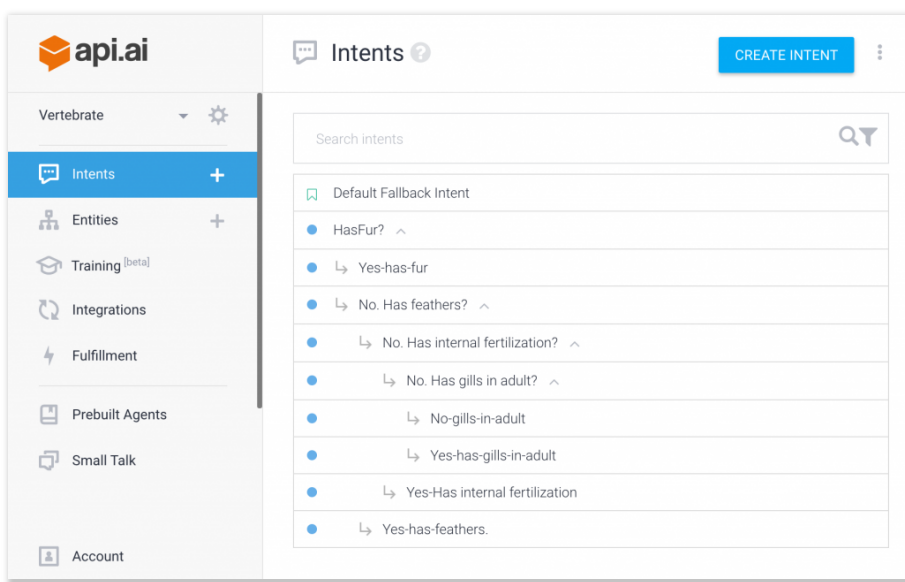 api.ai
Vertebrate
Intents
Entities
Training [beta]
Integrations
Fulfillment
Prebuilt Agents
Small Talk
Account
Intents ?
CREATE INTENT
Search intents
Default Fallback Intent
HasFur?
Yes-has-fur
No. Has feathers?
No. Has internal fertilization?
No. Has gills in adult?
No-gills-in-adult
Yes-has-gills-in-adult
Yes-Has internal fertilization
Yes-has-feathers.